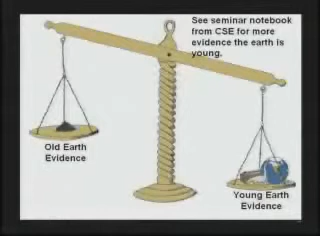 See seminar notebook
from CSE for more
evidence the earth is
young.
Old Earth
Evidence
Young Earth
Evidence